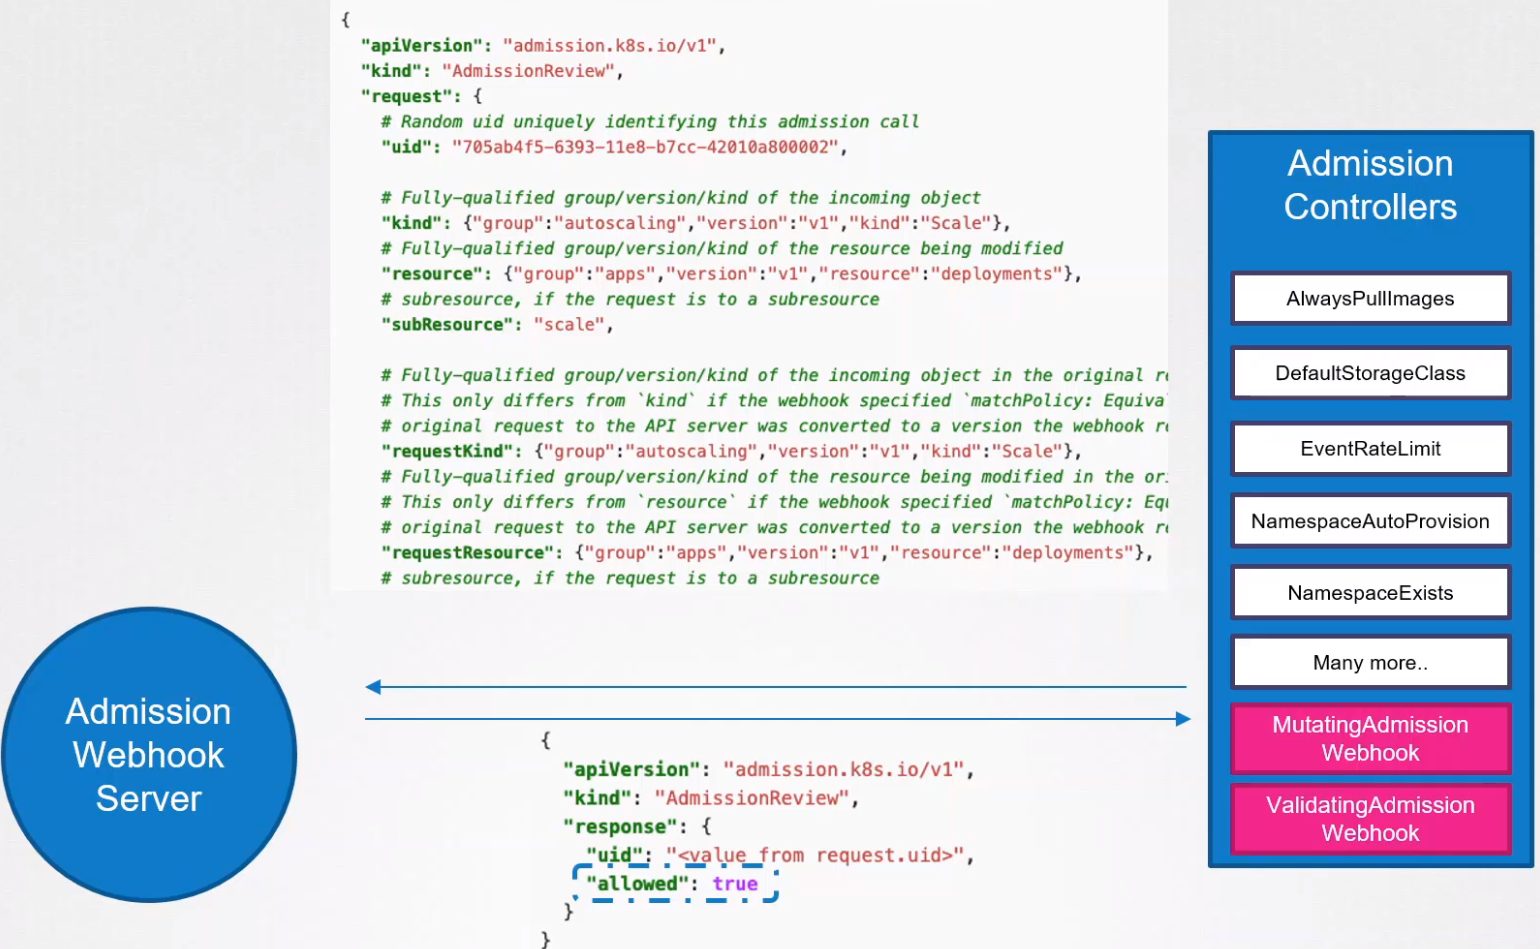 {
"apiVersion": "admission.k8s.io/v1",
"kind": "AdmissionReview",
"request": {
# Random uid uniquely identifying this admission call
"uid": "705ab4f5-6393-11e8-b7cc-42010a800002",
# Fully-qualified group/version/kind of the incoming object
"kind": {"group":"autoscaling","version":"v1","kind":"Scale"},
# Fully-qualified group/version/kind of the resource being modified
"resource": {"group":"apps","version":"v1","resource":"deployments"},
# subresource, if the request is to a subresource
"subResource": "scale",
# Fully-qualified group/version/kind of the incoming object in the original
# This only differs from `kind` if the webhook specified `matchPolicy:
# original request to the API server was converted to a version the webhook
"requestKind": {"group":"autoscaling","version":"v1","kind":"Scale"},
# Fully-qualified group/version/kind of the resource being modified in the
# This only differs from `resource` if the webhook specified `matchPolicy:
# original request to the API server was converted to a version the webhook
"requestResource": {"group":"apps","version":"v1","resource":"deployments"},
# subresource, if the request is to a subresource
Admission
Controllers
AlwaysPullImages
DefaultStorageClass
EventRateLimit
NamespaceAutoProvision
NamespaceExists
Many more..
MutatingAdmission
Webhook
ValidatingAdmission
Webhook
Admission
Webhook
Server
{
"apiVersion": "admission.k8s.io/v1",
"kind": "AdmissionReview",
"response": {
"uid": "<value from request.uid>",
"allowed": true
}
}